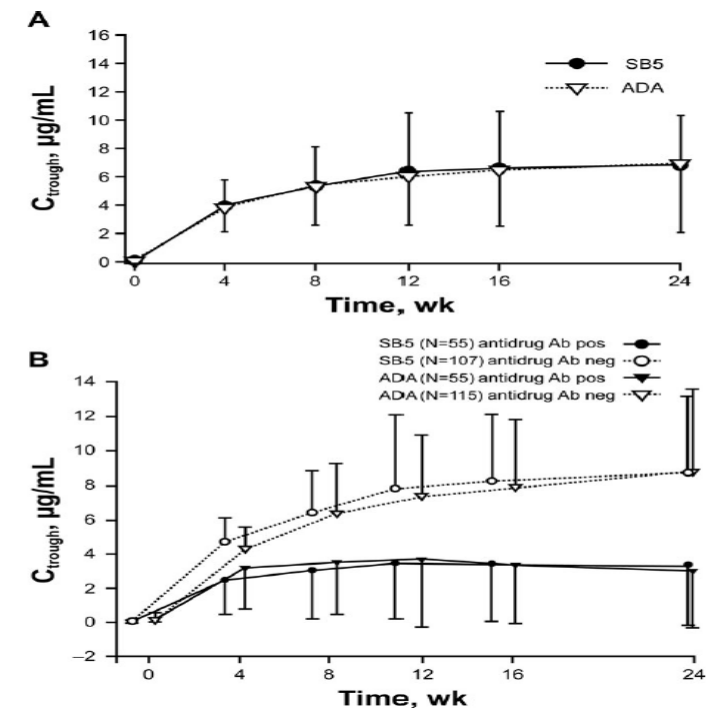 A
16
14
12
10
8
6
4
2
0
C trough, µg/mL
SB5
ADA
0 4 8 12 16 24
Time, wk
B
SB5 (N=55) antidrug Ab pos
SB5 (N=107) antidrug Ab neg
ADA (N=55) antidrug Ab pos
ADA (N=115) antidrug Ab neg
14
12
10
8
6
4
2
0
–2
C trough, µg/mL
0 4 8 12 16 24
Time, wk